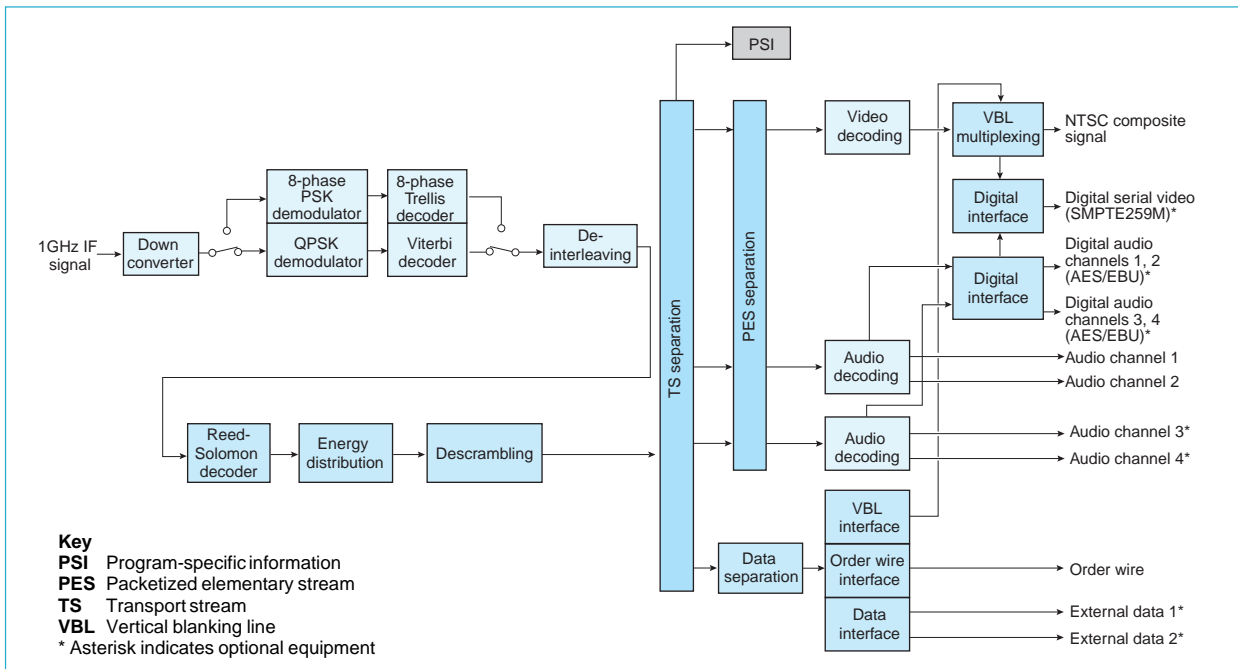 PSI
Video
decoding
VBL
multiplexing
NTSC composite
signal
8-phase
PSK
demodulator
8-phase
Trellis
decoder
Digital
interface
Digital serial video
(SMPTE259M)*
1GHz IF
signal
Down
converter
QPSK
demodulator
Viterbi
decoder
De-
interleaving
TS separation
PES separation
Digital
interface
Digital audio
channels 1, 2
(AES/EBU)*
Digital audio
channels 3, 4
(AES/EBU)*
Audio
decoding
Audio channel 1
Audio channel 2
Reed-
Solomon
decoder
Energy
distribution
Descrambling
Audio
decoding
Audio channel 3*
Audio channel 4*
VBL
interface
Data
separation
Order wire
interface
Order wire
Data
interface
External data 1*
External data 2*
Key
PSI Program-specific information
PES Packetized elementary stream
TS Transport stream
VBL Vertical blanking line
* Asterisk indicates optional equipment